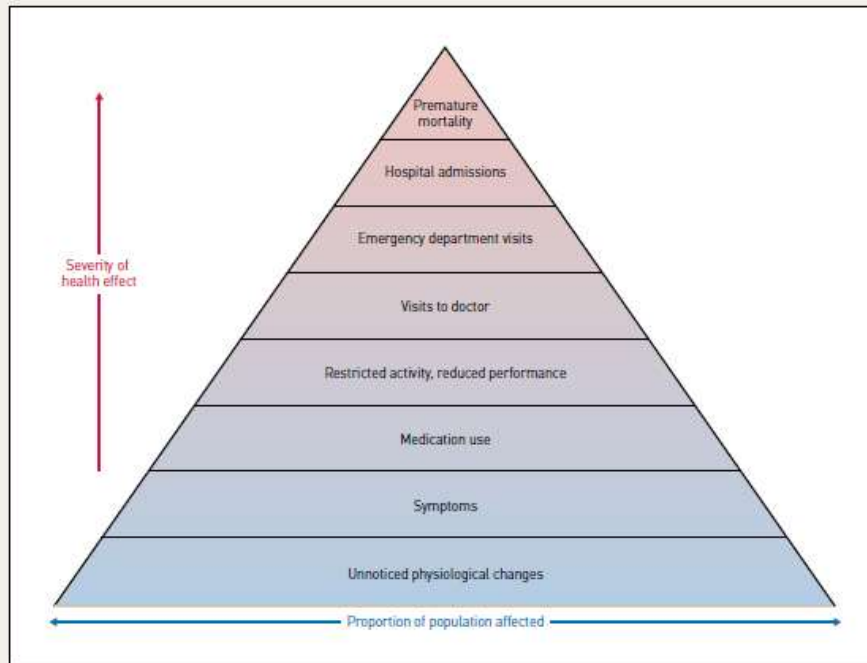 Premature
mortality
Hospital admissions
Emergency department visits
Severity of
health effect
Visits to doctor
Restricted activity, reduced performance
Medication use
Symptoms
Unnoticed physiological changes
Proportion of population affected